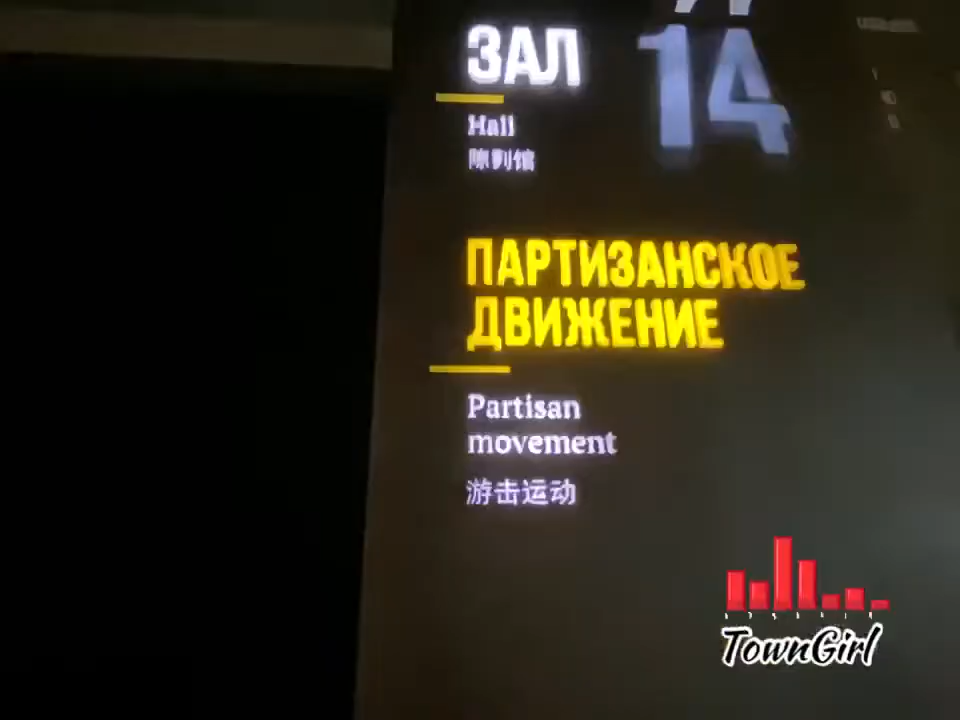 ЗАЛ 14
Hall
陈列馆
ПАРТИЗАНСКОЕ
ДВИЖЕНИЕ
Partisan
movement
游击运动
TownGirl